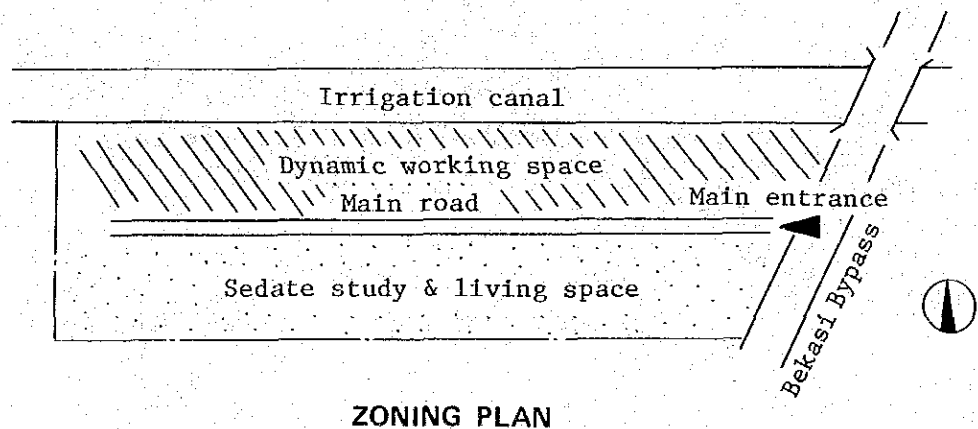 Irrigation canal
Dynamic working space
Main road
Main entrance
Sedate study & living space
Bekasi Bypass
ZONING PLAN